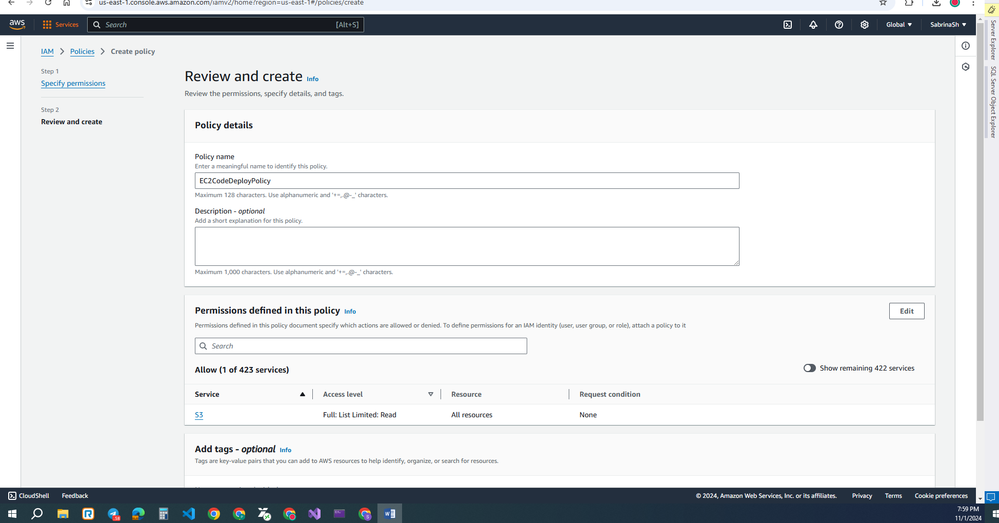 us-east-1.console.aws.amazon.com/iamv2/home?region=us-east-1#/policies/create
aws
Services
Search
[Alt+S]
Global
SabrinaSh
Server Explorer
SQL Server Object Explorer
IAM > Policies > Create policy
Step 1
Specify permissions
Step 2
Review and create
Review and create Info
Review the permissions, specify details, and tags.
Policy details
Policy name
Enter a meaningful name to identify this policy.
EC2CodeDeployPolicy
Maximum 128 characters. Use alphanumeric and '+=,.@-_' characters.
Description - optional
Add a short explanation for this policy.
Maximum 1,000 characters. Use alphanumeric and '+=,.@-_' characters.
Permissions defined in this policy Info
Edit
Permissions defined in this policy document specify which actions are allowed or denied. To define permissions for an IAM identity (user, user group, or role), attach a policy to it
Search
Allow (1 of 423 services)
Show remaining 422 services
Service Access level Resource Request condition
S3 Full: List Limited: Read All resources None
Add tags - optional Info
Tags are key-value pairs that you can add to AWS resources to help identify, organize, or search for resources.
CloudShell Feedback
© 2024, Amazon Web Services, Inc. or its affiliates. Privacy Terms Cookie preferences
58
7:59 PM
11/1/2024